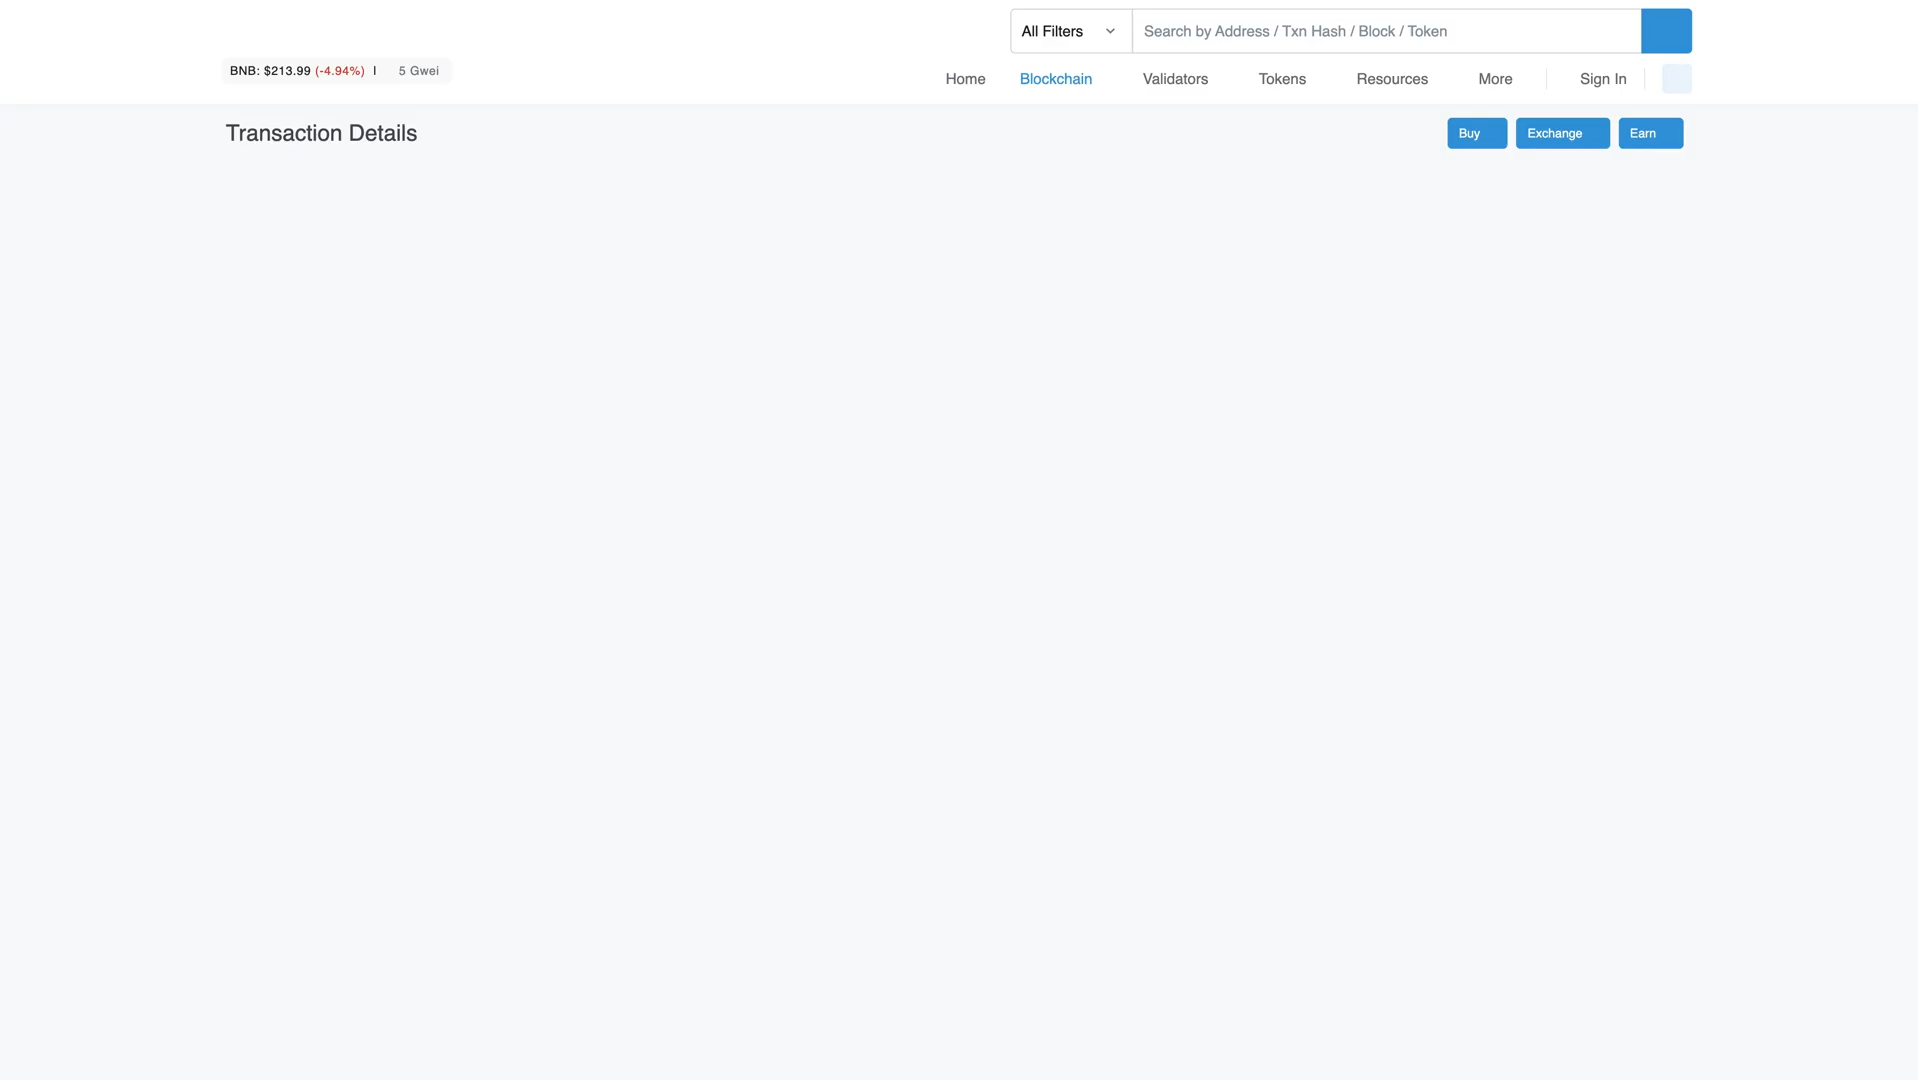 All Filters
Search by Address / Txn Hash / Block / Token
BNB: $213.99 (-4.94%) | 5 Gwei
Home Blockchain Validators Tokens Resources More Sign In
Transaction Details
Buy Exchange Earn